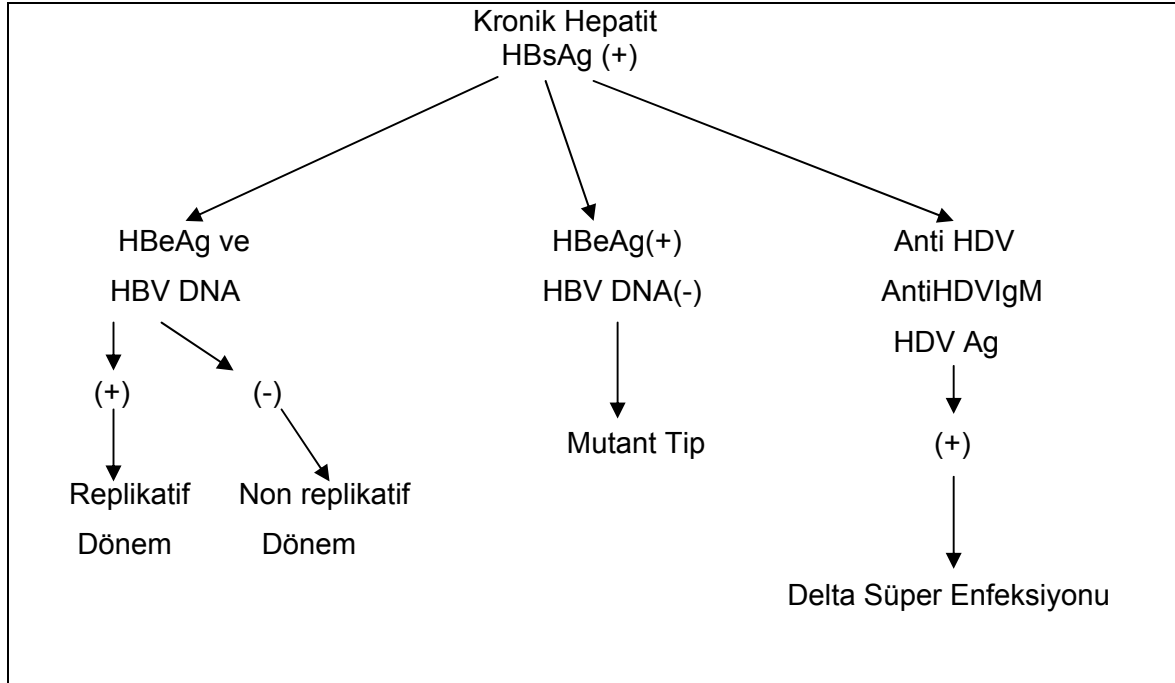 Kronik Hepatit
HBsAg (+)
HBeAg ve
HBV DNA
(+)
(-)
Replikatif
Dönem
Non replikatif
Dönem
HBeAg(+)
HBV DNA(-)
Mutant Tip
Anti HDV
AntiHDVIgM
HDV Ag
(+)
Delta Süper Enfeksiyonu